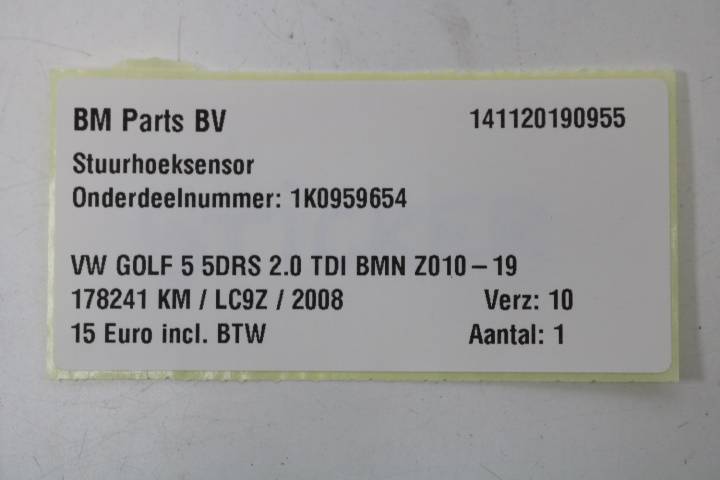 BM Parts BV 141120190955
Stuurhoeksensor
Onderdeelnummer: 1K0959654
VW GOLF 5 5DRS 2.0 TDI BMN Z010 – 19
178241 KM / LC9Z / 2008 Verz: 10
15 Euro incl. BTW Aantal: 1